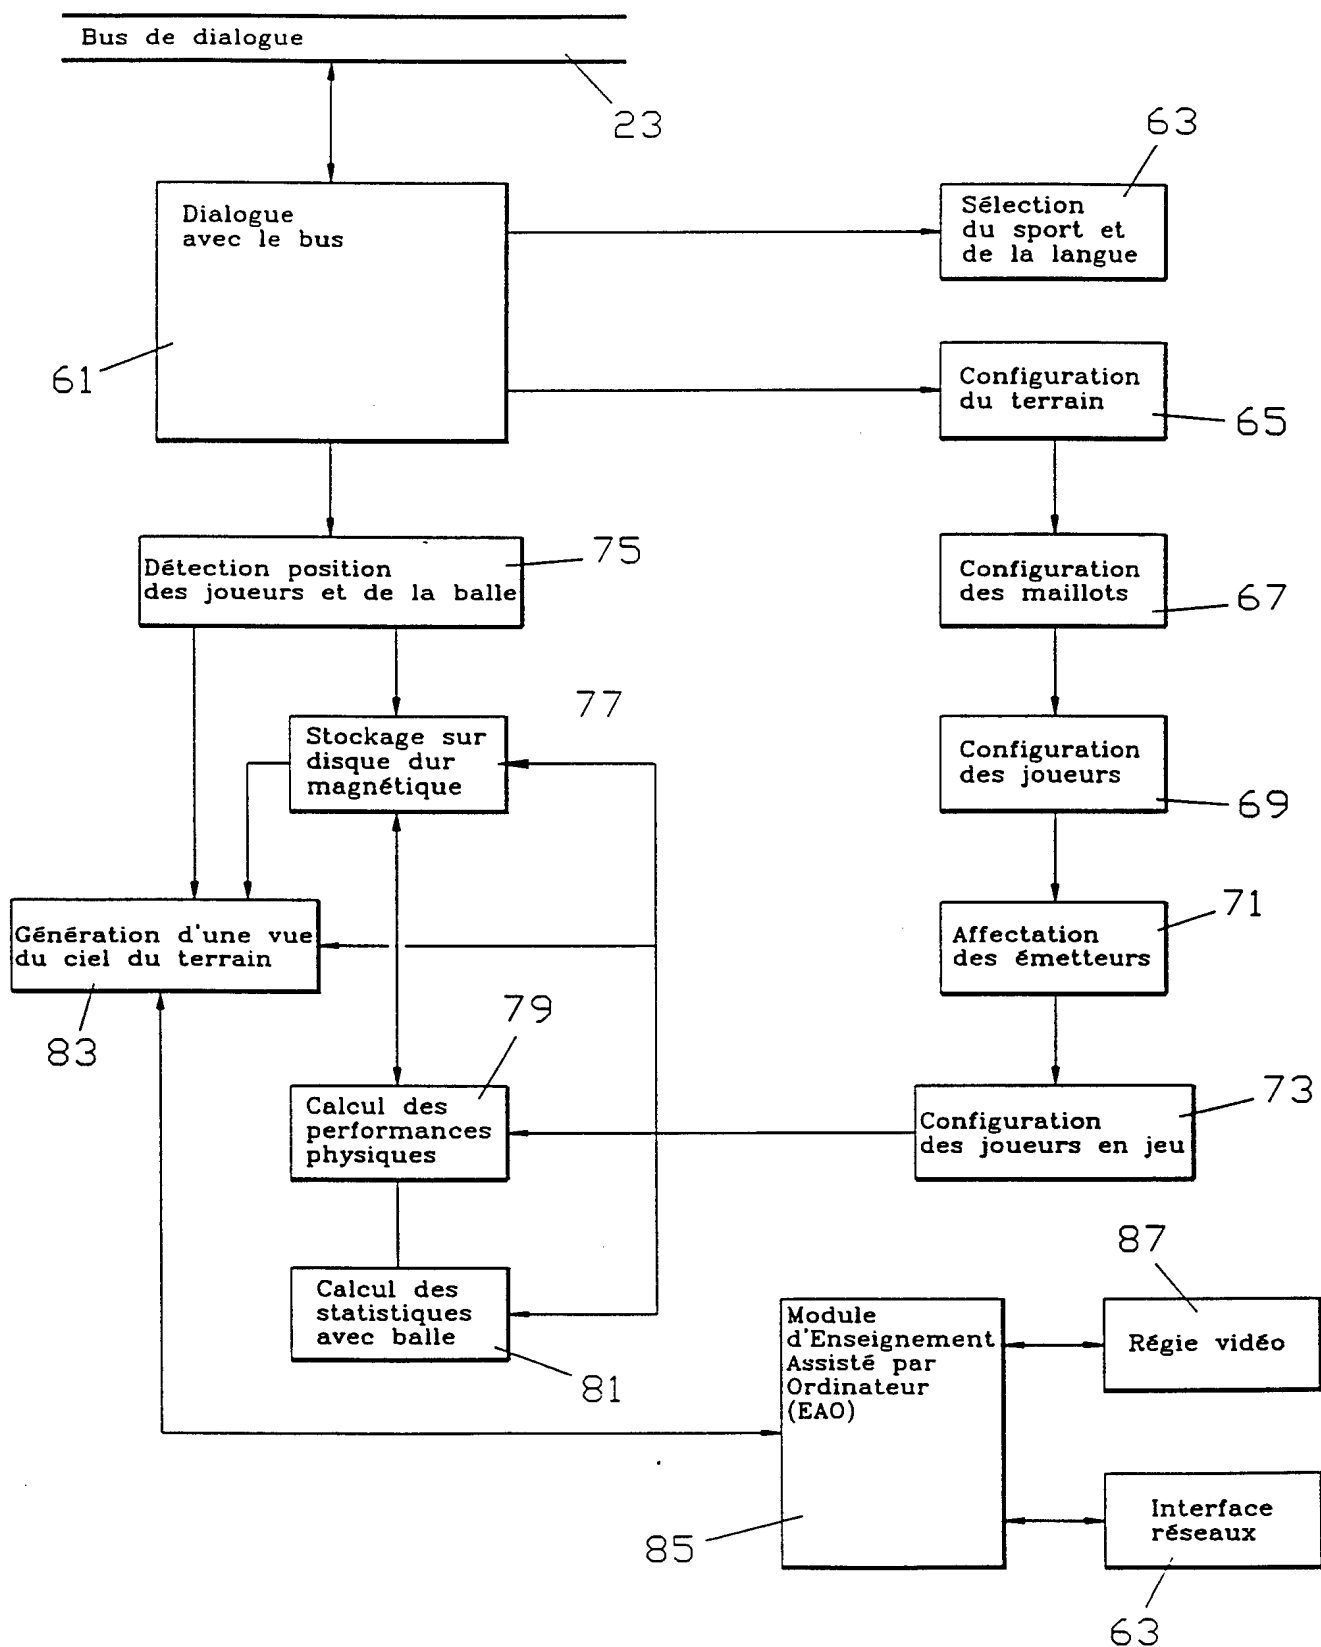 Bus de dialogue
23
63
Dialogue
avec le bus
Sélection
du sport et
de la langue
61
Configuration
du terrain
65
75
Détection position
des joueurs et de la balle
Configuration
des maillots
67
77
Stockage sur
disque dur
magnétique
Configuration
des joueurs
69
71
Génération d'une vue
du ciel du terrain
Affectation
des émetteurs
83
79
73
Calcul des
performances
physiques
Configuration
des joueurs en jeu
87
Calcul des
statistiques
avec balle
81
Module
d'Enseignement
Assisté par
Ordinateur
(EAO)
Régie vidéo
85
Interface
réseaux
63